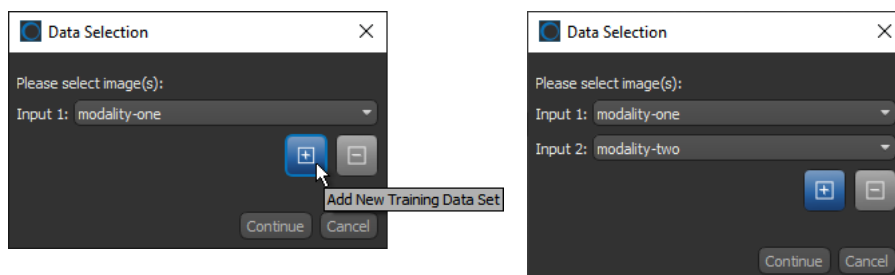 Data Selection
Please select image(s):
Input 1: modality-one
Add New Training Data Set
Continue Cancel
Data Selection
Please select image(s):
Input 1: modality-one
Input 2: modality-two
Continue Cancel